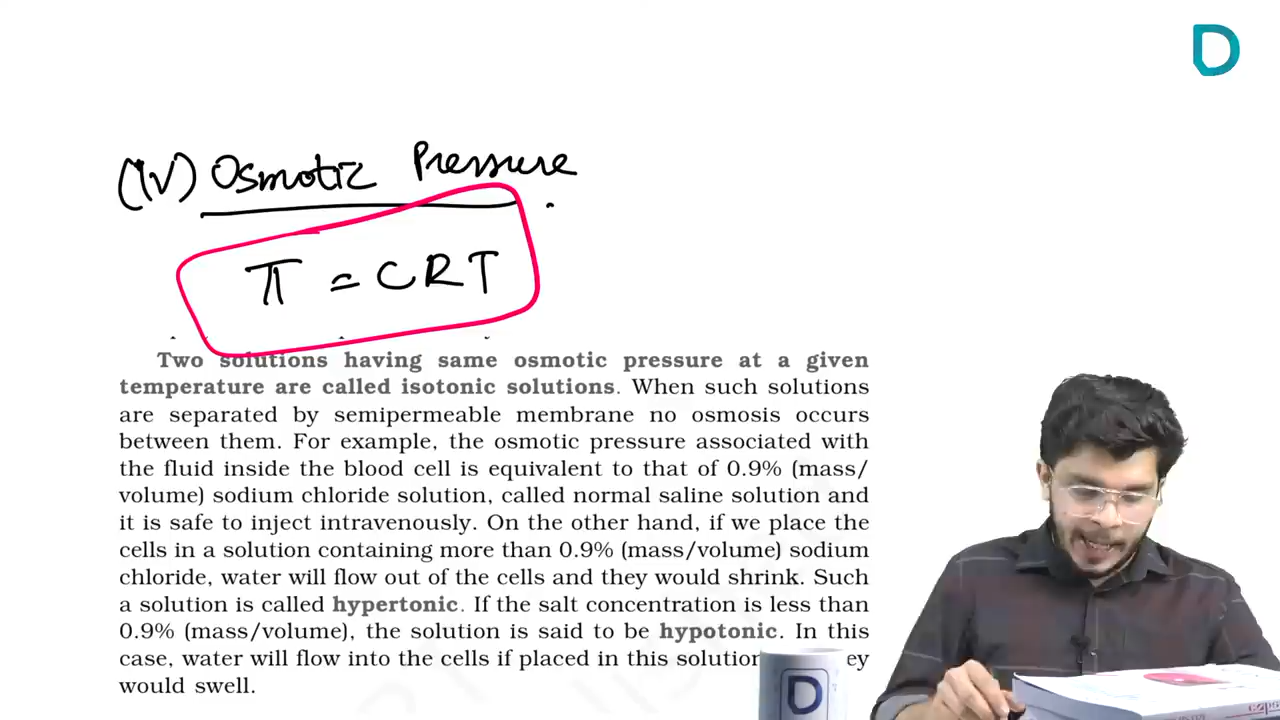 D
(IV) Osmotic Pressure
π = CRT
Two solutions having same osmotic pressure at a given
temperature are called isotonic solutions. When such solutions
are separated by semipermeable membrane no osmosis occurs
between them. For example, the osmotic pressure associated with
the fluid inside the blood cell is equivalent to that of 0.9% (mass/
volume) sodium chloride solution, called normal saline solution and
it is safe to inject intravenously. On the other hand, if we place the
cells in a solution containing more than 0.9% (mass/volume) sodium
chloride, water will flow out of the cells and they would shrink. Such
a solution is called hypertonic. If the salt concentration is less than
0.9% (mass/volume), the solution is said to be hypotonic. In this
case, water will flow into the cells if placed in this solution ey
would swell.
D